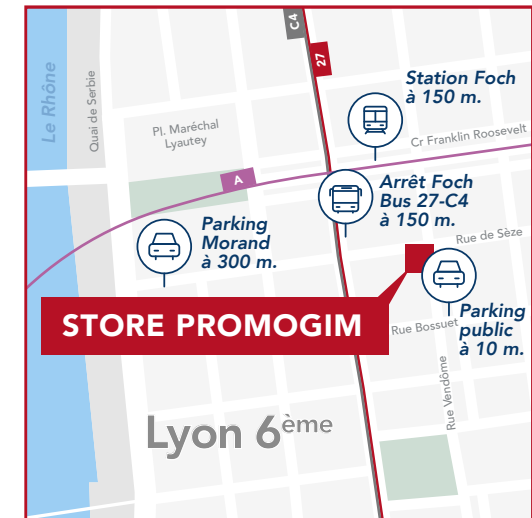 C4
27
Le Rhône
Quai de Serbie
Pl. Maréchal
Lyautey
Station Foch
à 150 m.
Cr Franklin Roosevelt
A
Arrêt Foch
Bus 27-C4
à 150 m.
Parking
Morand
à 300 m.
Rue de Sèze
STORE PROMOGIM
Rue Bossuet
Parking
public
à 10 m.
Rue Vendôme
Lyon 6ème